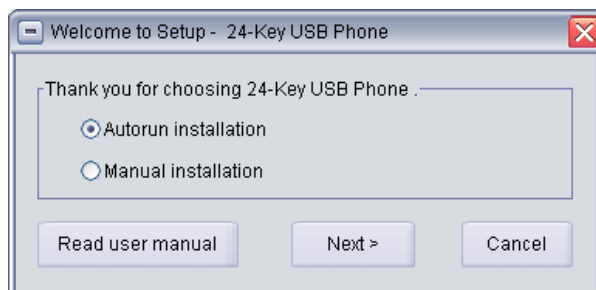 Welcome to Setup - 24-Key USB Phone
Thank you for choosing 24-Key USB Phone .
Autorun installation
Manual installation
Read user manual Next > Cancel